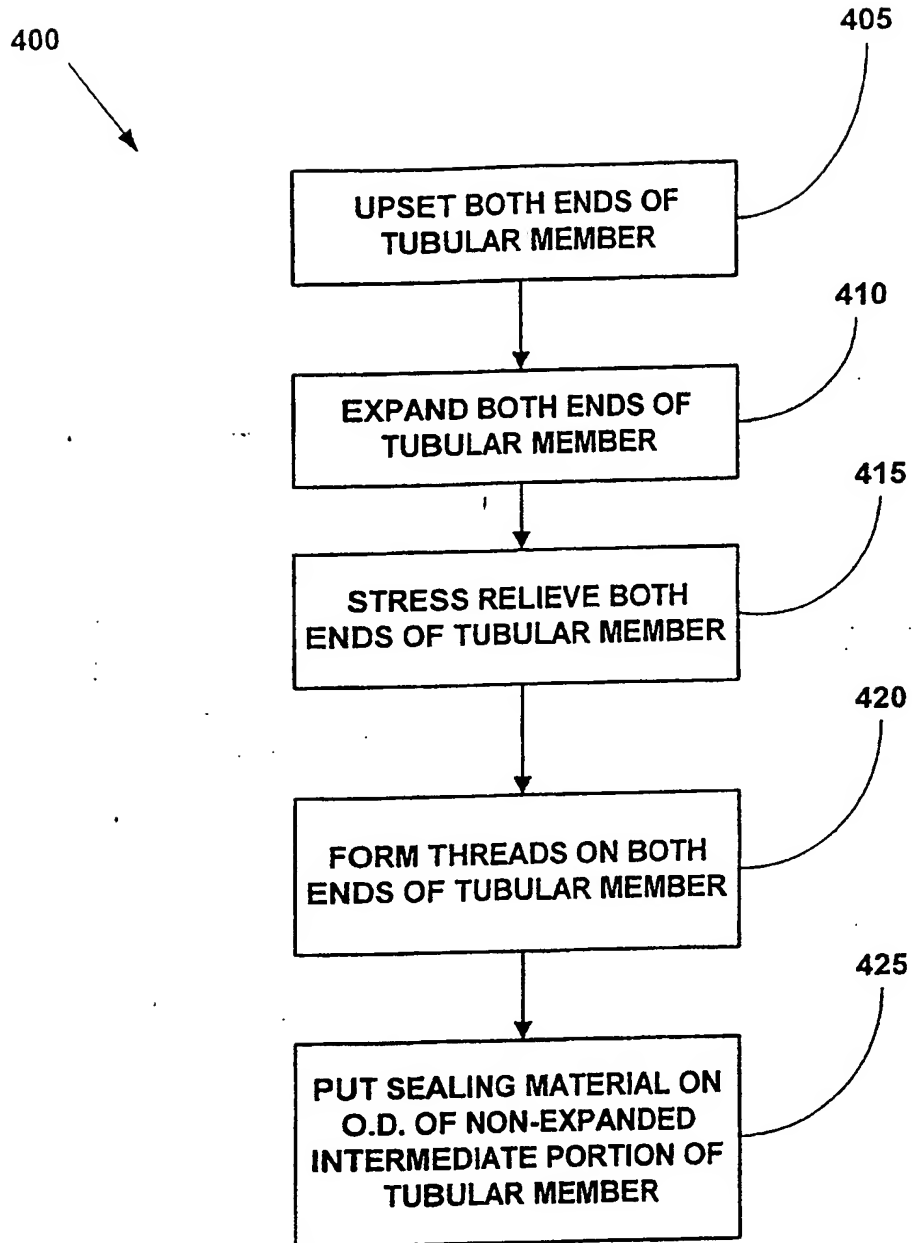 400
405
UPSET BOTH ENDS OF
TUBULAR MEMBER
410
EXPAND BOTH ENDS OF
TUBULAR MEMBER
415
STRESS RELIEVE BOTH
ENDS OF TUBULAR MEMBER
420
FORM THREADS ON BOTH
ENDS OF TUBULAR MEMBER
425
PUT SEALING MATERIAL ON
O.D. OF NON-EXPANDED
INTERMEDIATE PORTION OF
TUBULAR MEMBER